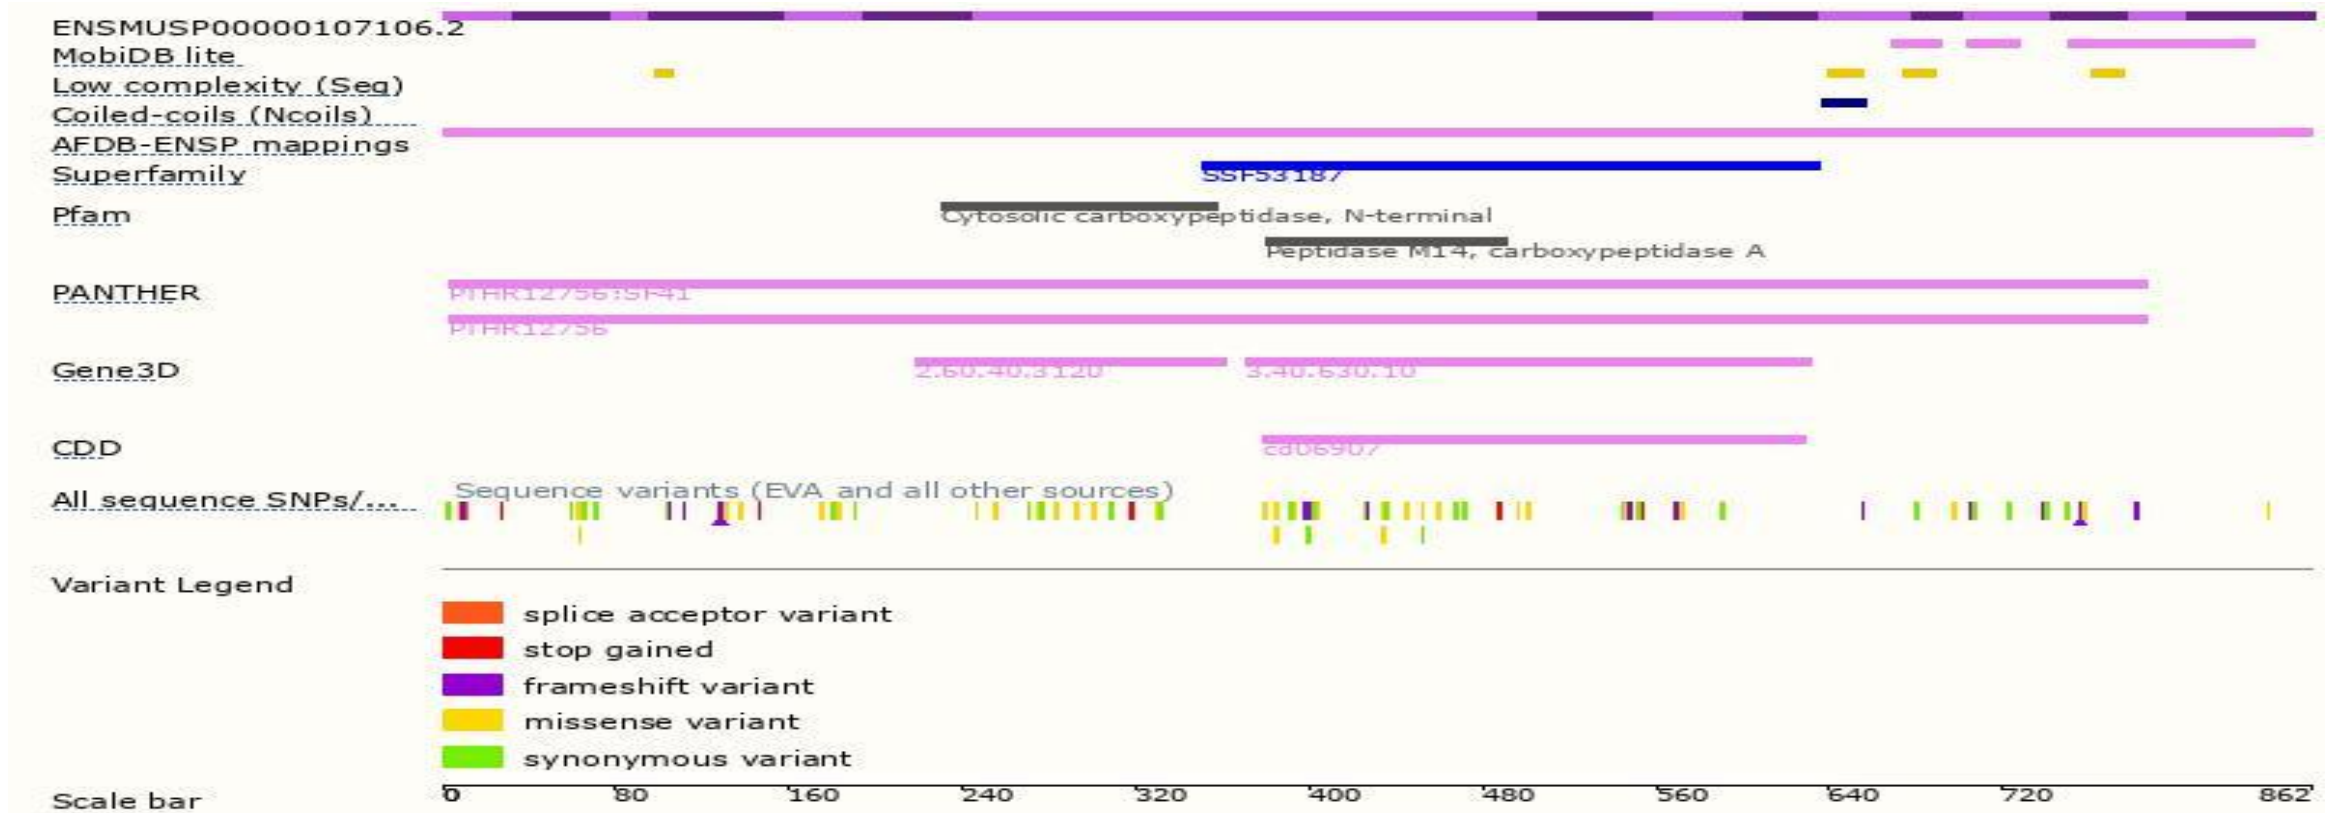 ENSMUSP00000107106.2
MobiDB lite
Low complexity (Seg)
Coiled-coils (Ncoils)
AFDB-ENSP mappings
Superfamily
SSF53187
Pfam
Cytosolic carboxypeptidase, N-terminal
Peptidase M14, carboxypeptidase A
PANTHER
PTHR12756:SF41
PTHR12756
Gene3D
2.60.40.3120 3.40.630.10
CDD
cd06907
All sequence SNPs/...
Sequence variants (EVA and all other sources)
Variant Legend
splice acceptor variant
stop gained
frameshift variant
missense variant
synonymous variant
Scale bar 0 80 160 240 320 400 480 560 640 720 862